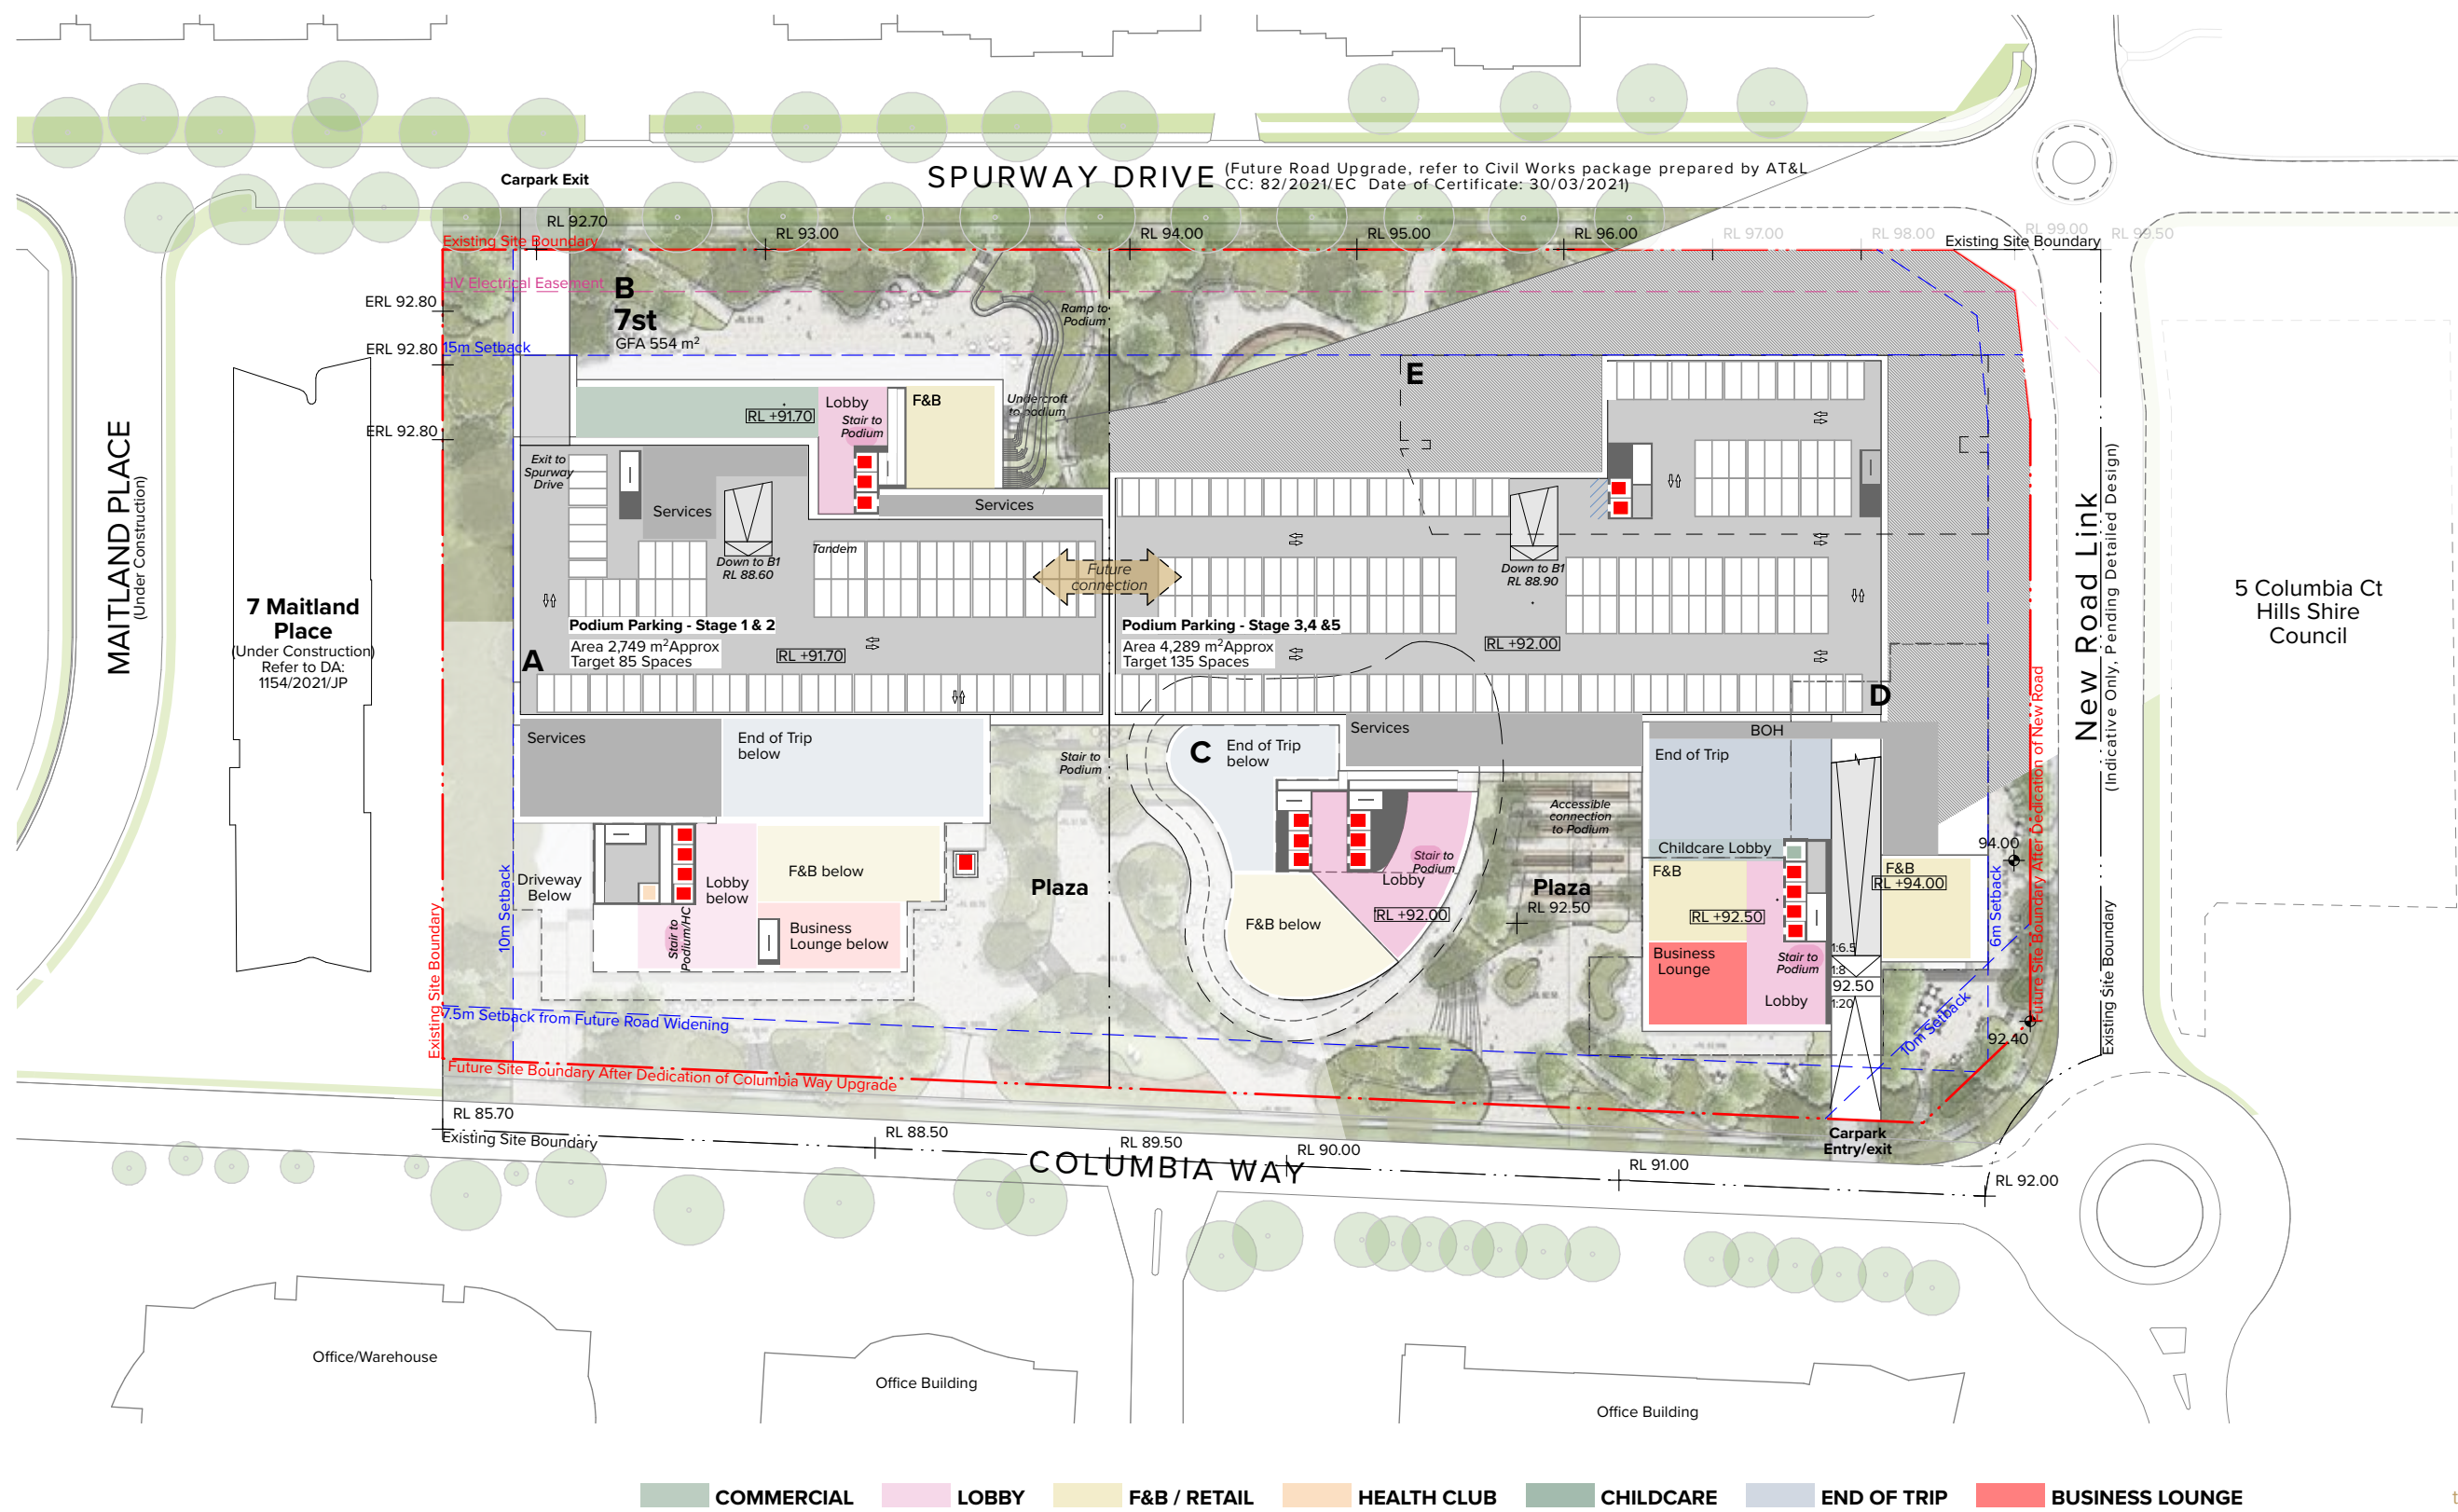 SPURWAY DRIVE (Future Road Upgrade, refer to Civil Works package prepared by AT&L
CC: 82/2021/EC Date of Certificate: 30/03/2021)
Carpark Exit
RL 92.70
RL 93.00
RL 94.00
RL 95.00
RL 96.00
RL 97.00
RL 98.00
RL 99.00
RL 99.50
Existing Site Boundary
Existing Site Boundary
HV Electrical Easement
ERL 92.80
ERL 92.80
ERL 92.80
15m Setback
B
7st
GFA 554 m²
Ramp to
Podium
Undercroft
to podium
RL +91.70
Lobby
Stair to
Podium
F&B
E
Exit to
Spurway
Drive
Services
Services
Down to B1
RL 88.60
Tandem
Future
connection
Down to B1
RL 88.90
MAITLAND PLACE
(Under Construction)
7 Maitland
Place
(Under Construction)
Refer to DA:
1154/2021/JP
A
Podium Parking - Stage 1 & 2
Area 2,749 m²Approx
Target 85 Spaces
RL +91.70
Podium Parking - Stage 3,4 &5
Area 4,289 m²Approx
Target 135 Spaces
RL +92.00
D
New Road Link
(Indicative Only, Pending Detailed Design)
5 Columbia Ct
Hills Shire
Council
Services
End of Trip
below
Stair to
Podium
C
End of Trip
below
Services
BOH
End of Trip
Accessible
connection
to Podium
Childcare Lobby
Driveway
Below
Lobby
below
F&B below
Business
Lounge below
Stair to
Podium/HC
Plaza
F&B below
Stair to
Podium
Lobby
RL +92.00
Plaza
RL 92.50
F&B
RL +92.50
Business
Lounge
Stair to
Podium
Lobby
F&B
RL +94.00
1:6.5
1:8
92.50
1:20
94.00
92.40
6m Setback
10m Setback
10m Setback
Existing Site Boundary
Existing Site Boundary
Future Site Boundary After Dedication of New Road
7.5m Setback from Future Road Widening
Future Site Boundary After Dedication of Columbia Way Upgrade
RL 85.70
Existing Site Boundary
RL 88.50
RL 89.50
RL 90.00
RL 91.00
RL 92.00
COLUMBIA WAY
Carpark
Entry/exit
Office/Warehouse
Office Building
Office Building
COMMERCIAL
LOBBY
F&B / RETAIL
HEALTH CLUB
CHILDCARE
END OF TRIP
BUSINESS LOUNGE